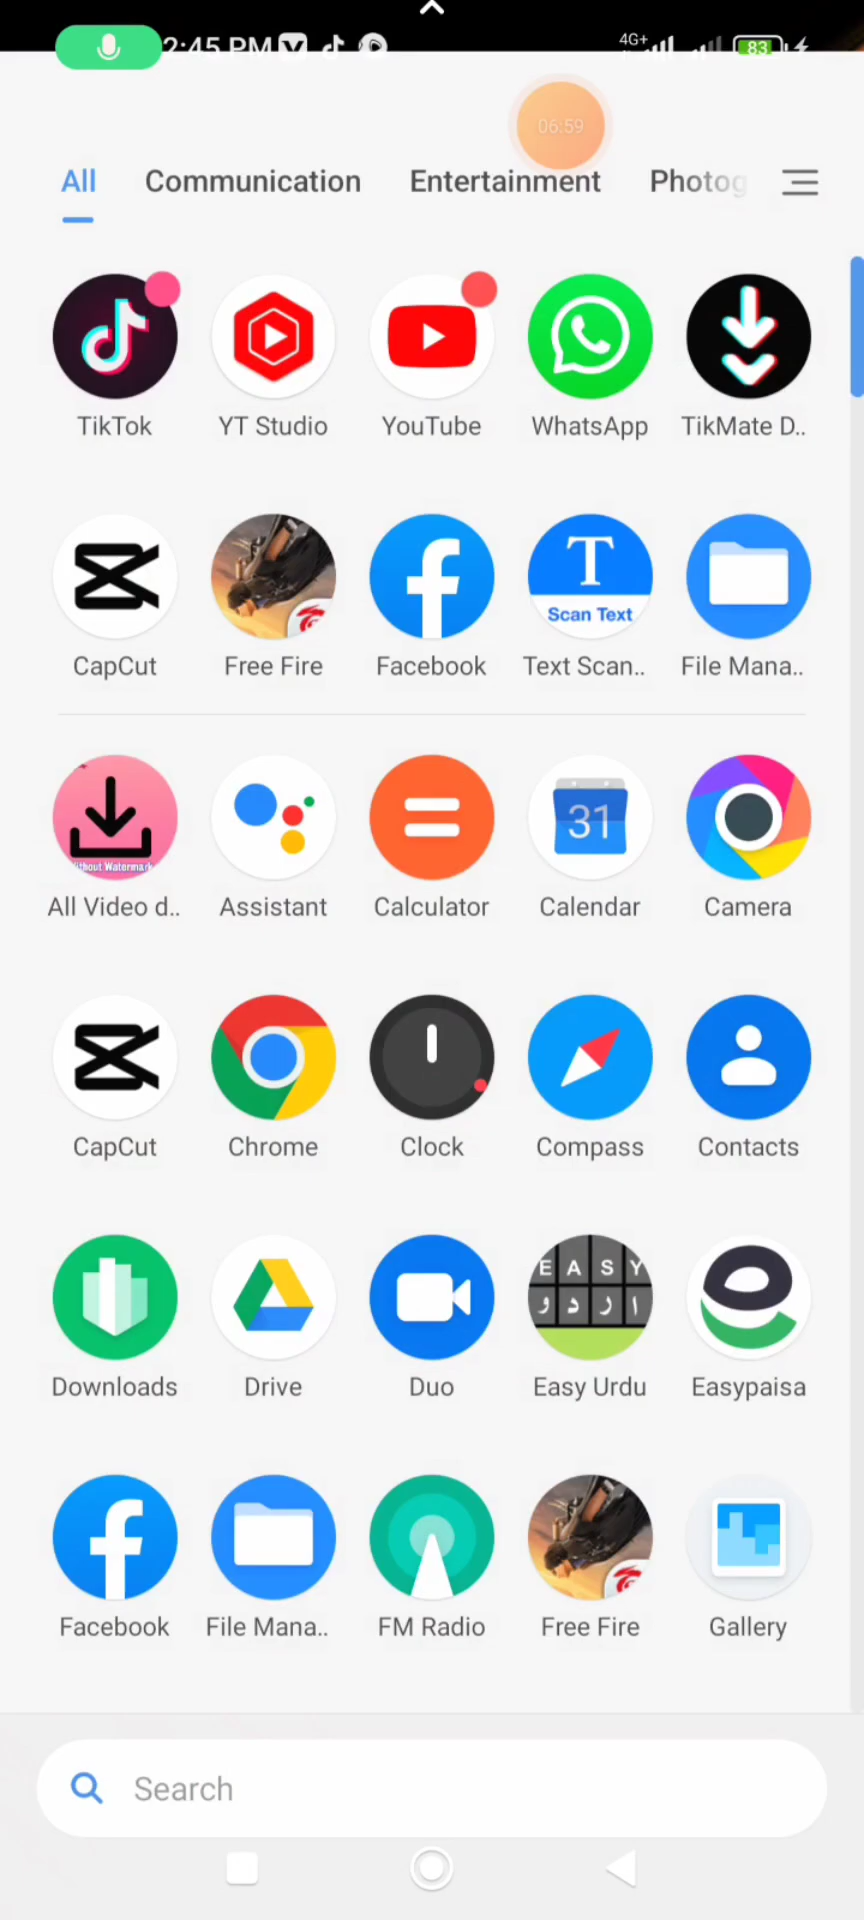 2:45 PM
4G+
83
06:59
All Communication Entertainment Photog
TikTok YT Studio YouTube WhatsApp TikMate D..
T
Scan Text
CapCut Free Fire Facebook Text Scan.. File Mana..
31
Without Watermark
All Video d.. Assistant Calculator Calendar Camera
CapCut Chrome Clock Compass Contacts
E A S Y
و ر د ا
Downloads Drive Duo Easy Urdu Easypaisa
Facebook File Mana.. FM Radio Free Fire Gallery
Search